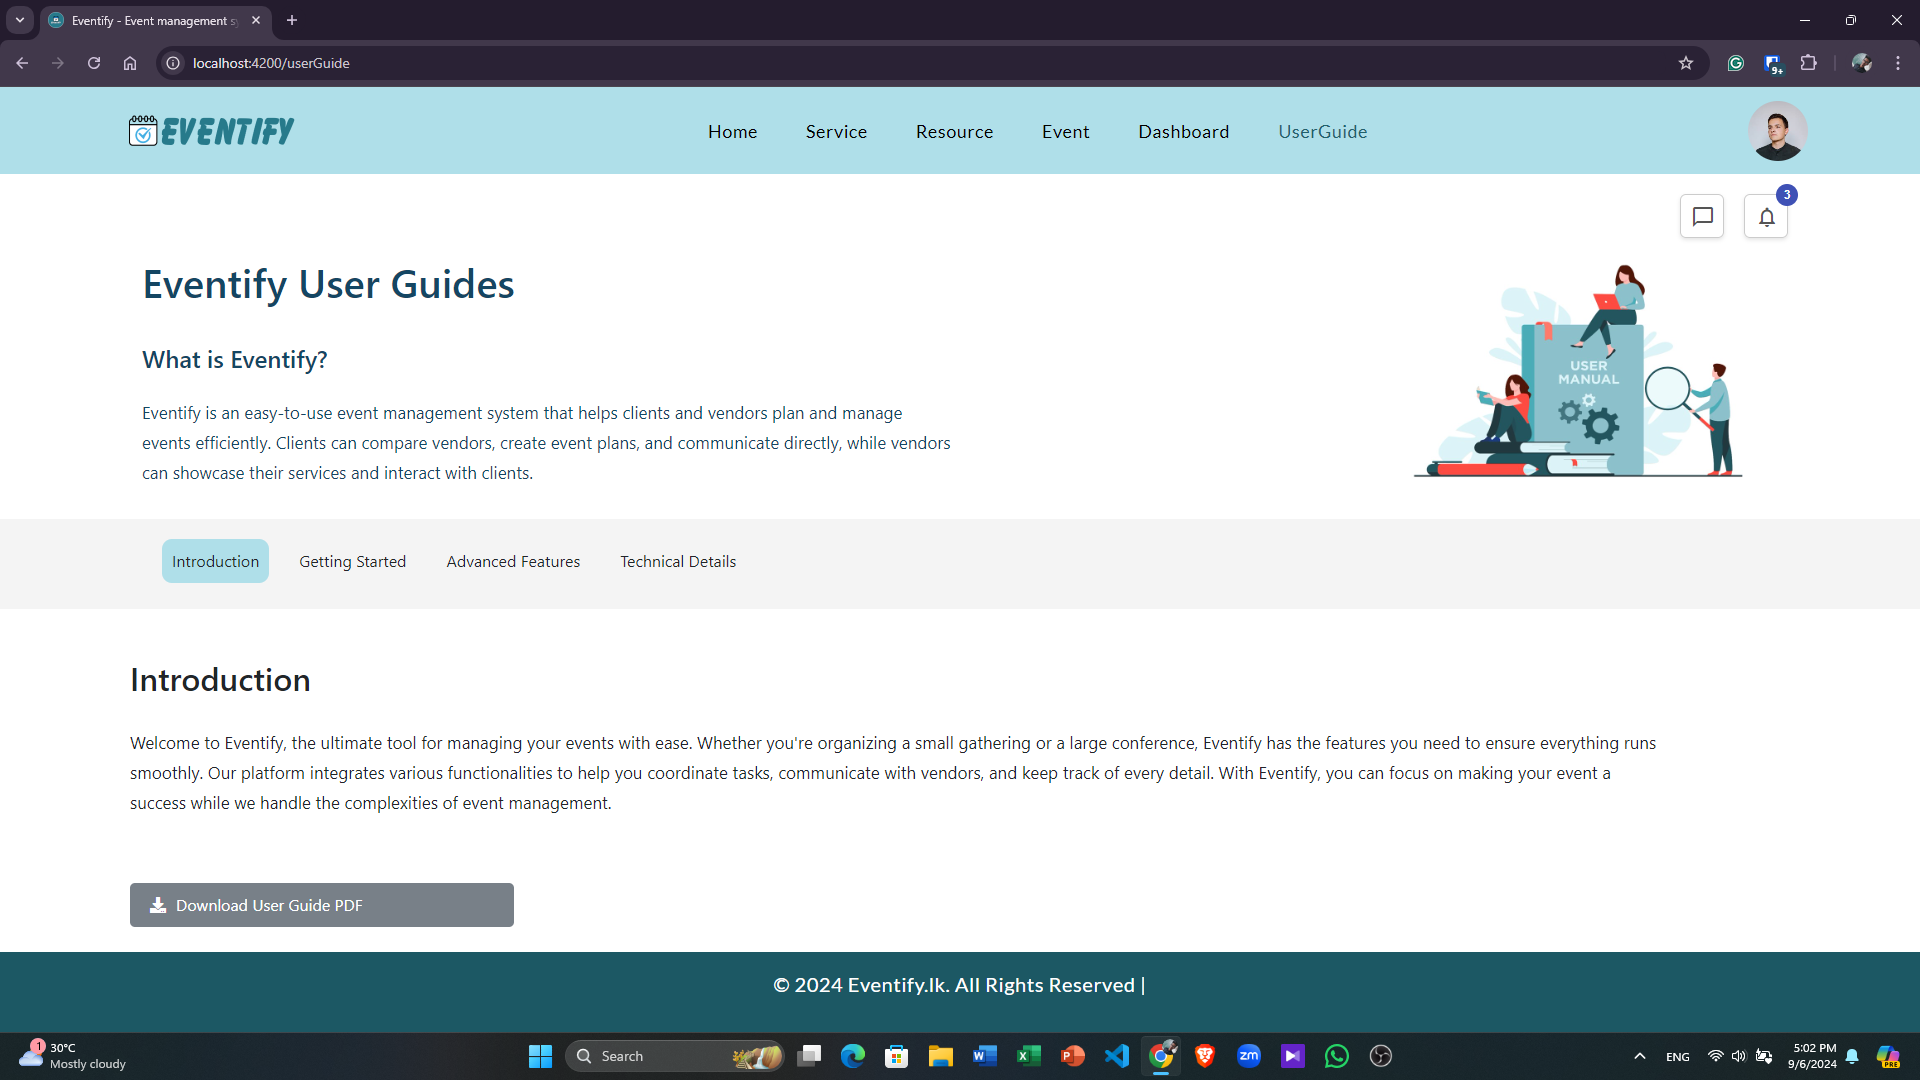 Eventify - Event management sy
localhost:4200/userGuide
9+
EVENTIFY
Home
Service
Resource
Event
Dashboard
UserGuide
3
Eventify User Guides
What is Eventify?
Eventify is an easy-to-use event management system that helps clients and vendors plan and manage
events efficiently. Clients can compare vendors, create event plans, and communicate directly, while vendors
can showcase their services and interact with clients.
USER
MANUAL
Introduction
Getting Started
Advanced Features
Technical Details
Introduction
Welcome to Eventify, the ultimate tool for managing your events with ease. Whether you're organizing a small gathering or a large conference, Eventify has the features you need to ensure everything runs
smoothly. Our platform integrates various functionalities to help you coordinate tasks, communicate with vendors, and keep track of every detail. With Eventify, you can focus on making your event a
success while we handle the complexities of event management.
Download User Guide PDF
© 2024 Eventify.lk. All Rights Reserved |
1
30°C
Mostly cloudy
Search
zm
ENG
5:02 PM
9/6/2024
PRE